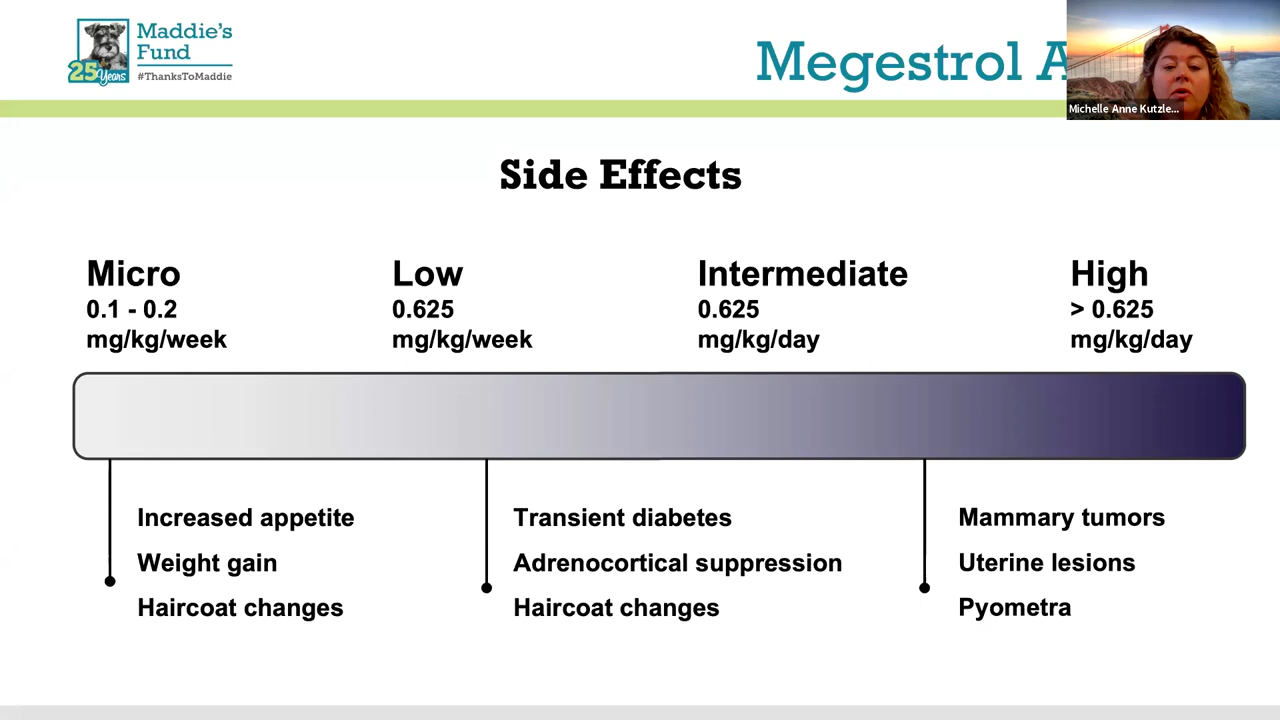 Maddie's
Fund
25 Years
#ThanksToMaddie
Megestrol A
Michelle Anne Kutzle...
Side Effects
Micro
0.1 - 0.2
mg/kg/week
Low
0.625
mg/kg/week
Intermediate
0.625
mg/kg/day
High
> 0.625
mg/kg/day
Increased appetite
Weight gain
Haircoat changes
Transient diabetes
Adrenocortical suppression
Haircoat changes
Mammary tumors
Uterine lesions
Pyometra